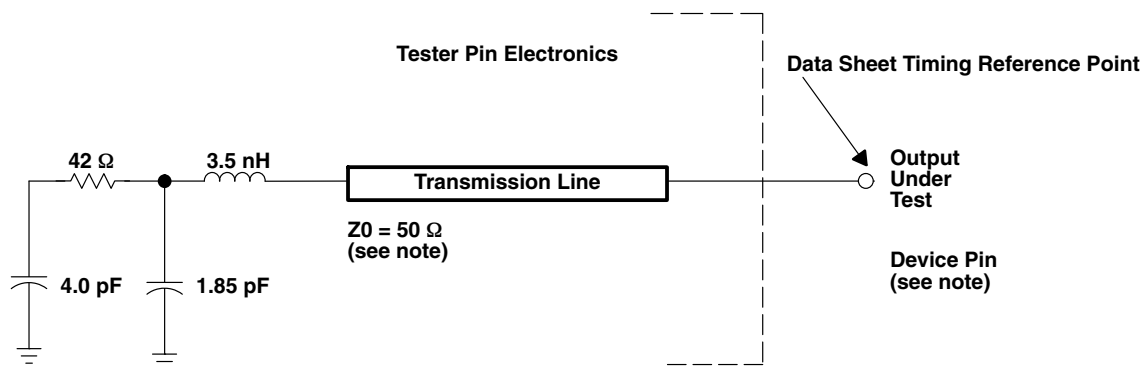 Tester Pin Electronics
Data Sheet Timing Reference Point
42 Ω
3.5 nH
Transmission Line
Output
Under
Test
Z0 = 50 Ω
(see note)
Device Pin
(see note)
4.0 pF
1.85 pF